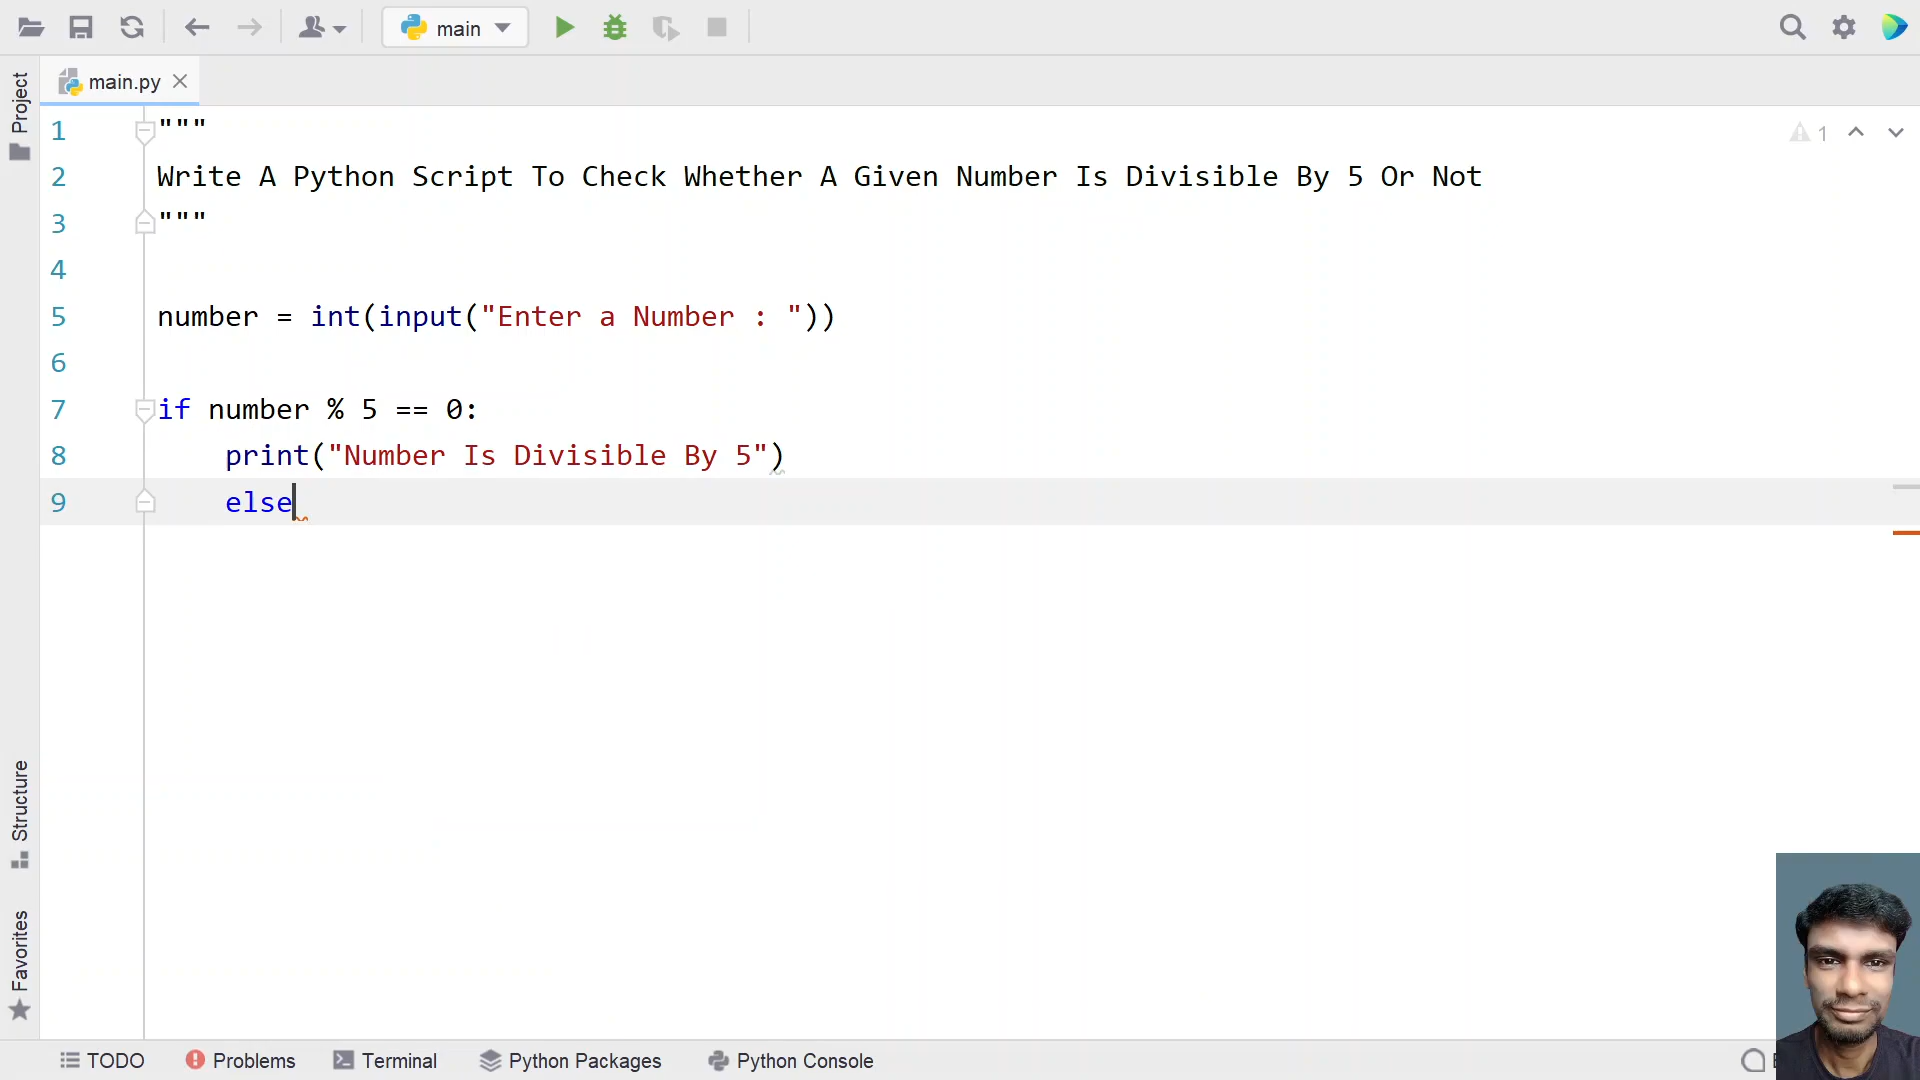 main
main.py
Project
1 """
1
2 Write A Python Script To Check Whether A Given Number Is Divisible By 5 Or Not
3 """
4
5 number = int(input("Enter a Number : "))
6
7 if number % 5 == 0:
8 print("Number Is Divisible By 5")
9 else
Structure
Favorites
TODO Problems Terminal Python Packages Python Console